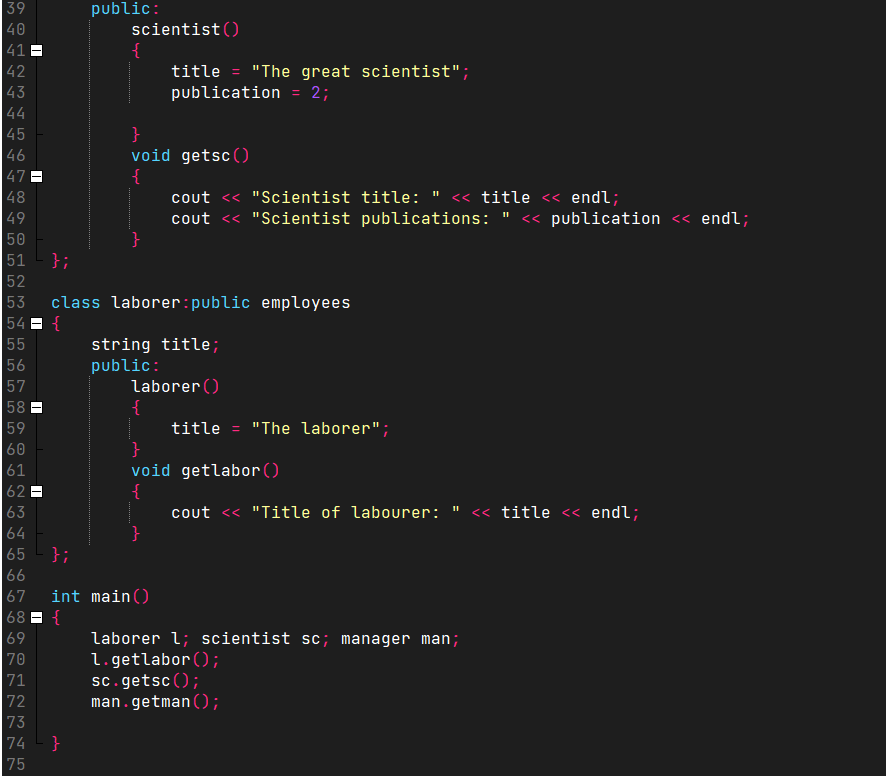 39 public:
40 scientist()
41 {
42 title = "The great scientist";
43 publication = 2;
44
45 }
46 void getsc()
47 {
48 cout << "Scientist title: " << title << endl;
49 cout << "Scientist publications: " << publication << endl;
50 }
51 };
52
53 class laborer:public employees
54 {
55 string title;
56 public:
57 laborer()
58 {
59 title = "The laborer";
60 }
61 void getlabor()
62 {
63 cout << "Title of labourer: " << title << endl;
64 }
65 };
66
67 int main()
68 {
69 laborer l; scientist sc; manager man;
70 l.getlabor();
71 sc.getsc();
72 man.getman();
73
74 }
75